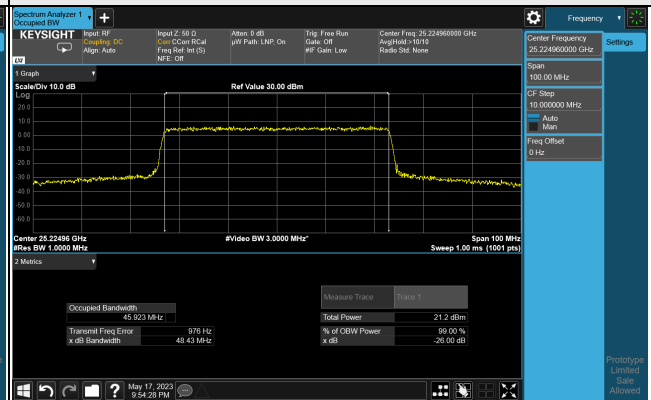 Spectrum Analyzer 1
Occupied BW
Frequency
KEYSIGHT
Input: RF
Coupling: DC
Align: Auto
Input Z: 50 Ω
Corr CCorr RCal
Freq Ref: Int (S)
NFE: Off
Atten: 0 dB
µW Path: LNP, On
Trig: Free Run
Gate: Off
#IF Gain: Low
Center Freq: 25.224960000 GHz
Avg|Hold:>10/10
Radio Std: None
LXI
1 Graph
Scale/Div 10.0 dB
Ref Value 30.00 dBm
Log
20.0
10.0
0.00
-10.0
-20.0
-30.0
-40.0
-50.0
-60.0
Center 25.22496 GHz
#Video BW 3.0000 MHz*
Span 100 MHz
#Res BW 1.0000 MHz
Sweep 1.00 ms (1001 pts)
2 Metrics
Measure Trace
Trace 1
Occupied Bandwidth
45.923 MHz
Total Power
21.2 dBm
Transmit Freq Error
976 Hz
% of OBW Power
99.00 %
x dB Bandwidth
48.43 MHz
x dB
-26.00 dB
May 17, 2023
9:54:28 PM
Center Frequency
25.224960000 GHz
Settings
Span
100.00 MHz
CF Step
10.000000 MHz
Auto
Man
Freq Offset
0 Hz
Prototype
Limited
Sale
Allowed